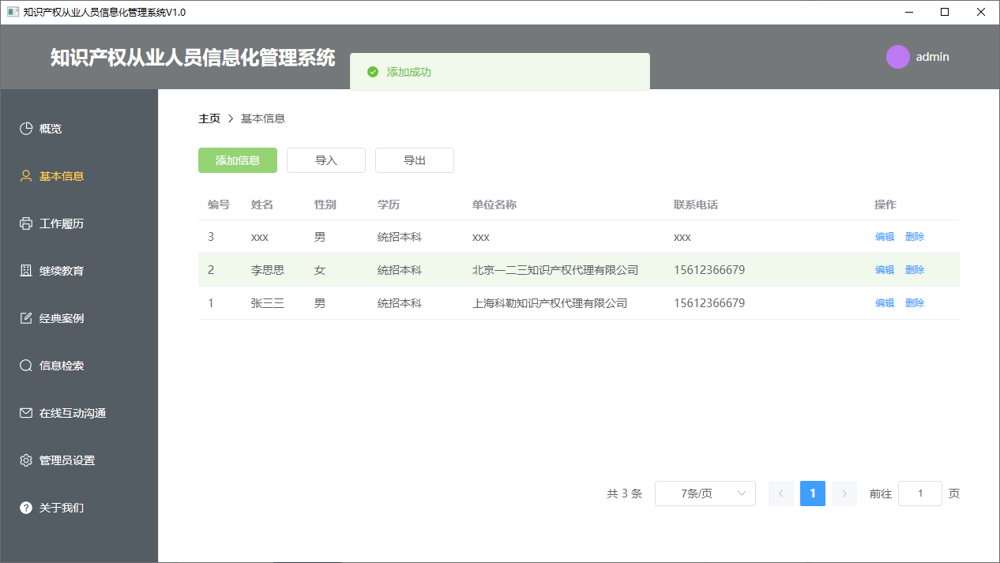 知识产权从业人员信息化管理系统V1.0
知识产权从业人员信息化管理系统
添加成功
admin
概览
基本信息
工作履历
继续教育
经典案例
信息检索
在线互动沟通
管理员设置
关于我们
主页 > 基本信息
添加信息 导入 导出
编号 姓名 性别 学历 单位名称 联系电话 操作
3 xxx 男 统招本科 xxx xxx 编辑 删除
2 李思思 女 统招本科 北京一二三知识产权代理有限公司 15612366679 编辑 删除
1 张三三 男 统招本科 上海科勒知识产权代理有限公司 15612366679 编辑 删除
共 3 条 7条/页 < 1 > 前往 1 页